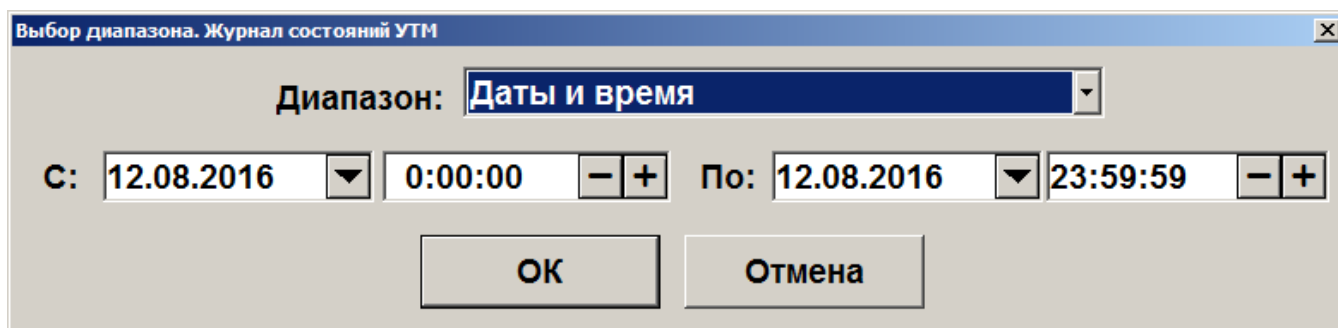 Выбор диапазона. Журнал состояний УТМ
Диапазон: Даты и время
С: 12.08.2016 0:00:00 По: 12.08.2016 23:59:59
ОК Отмена